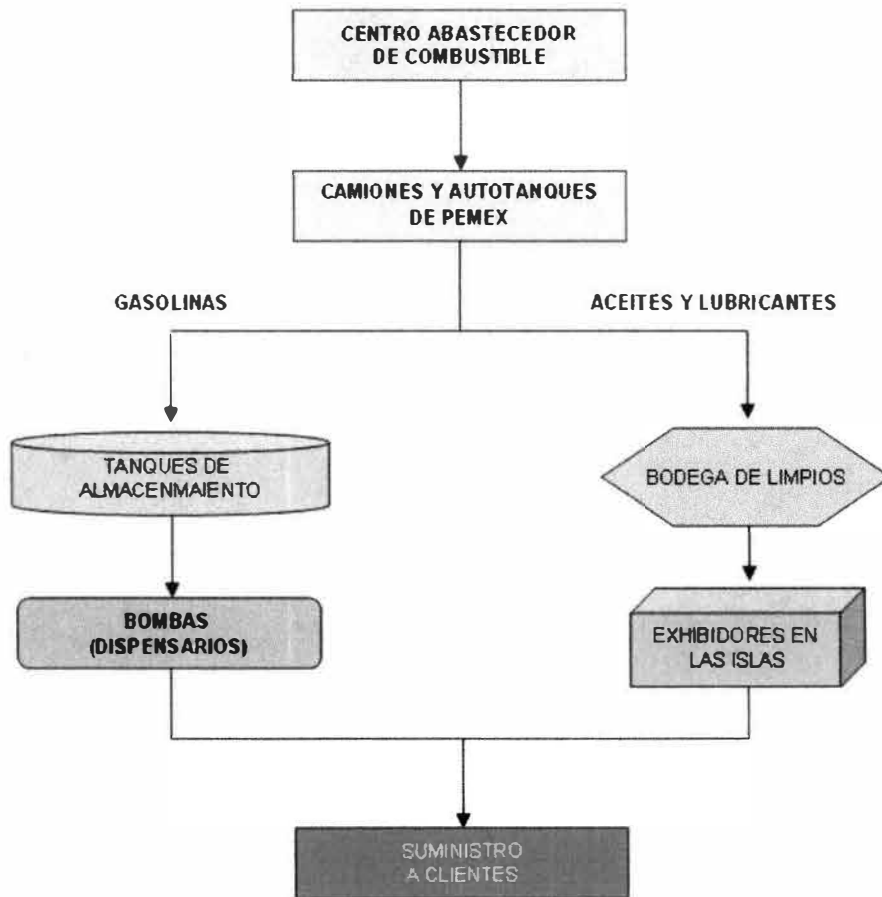 CENTRO ABASTECEDOR
DE COMBUSTIBLE
CAMIONES Y AUTOTANQUES
DE PEMEX
GASOLINAS
ACEITES Y LUBRICANTES
TANQUES DE
ALMACENMAIENTO
BODEGA DE LIMPIOS
BOMBAS
(DISPENSARIOS)
EXHIBIDORES EN
LAS ISLAS
SUMINISTRO
A CLIENTES